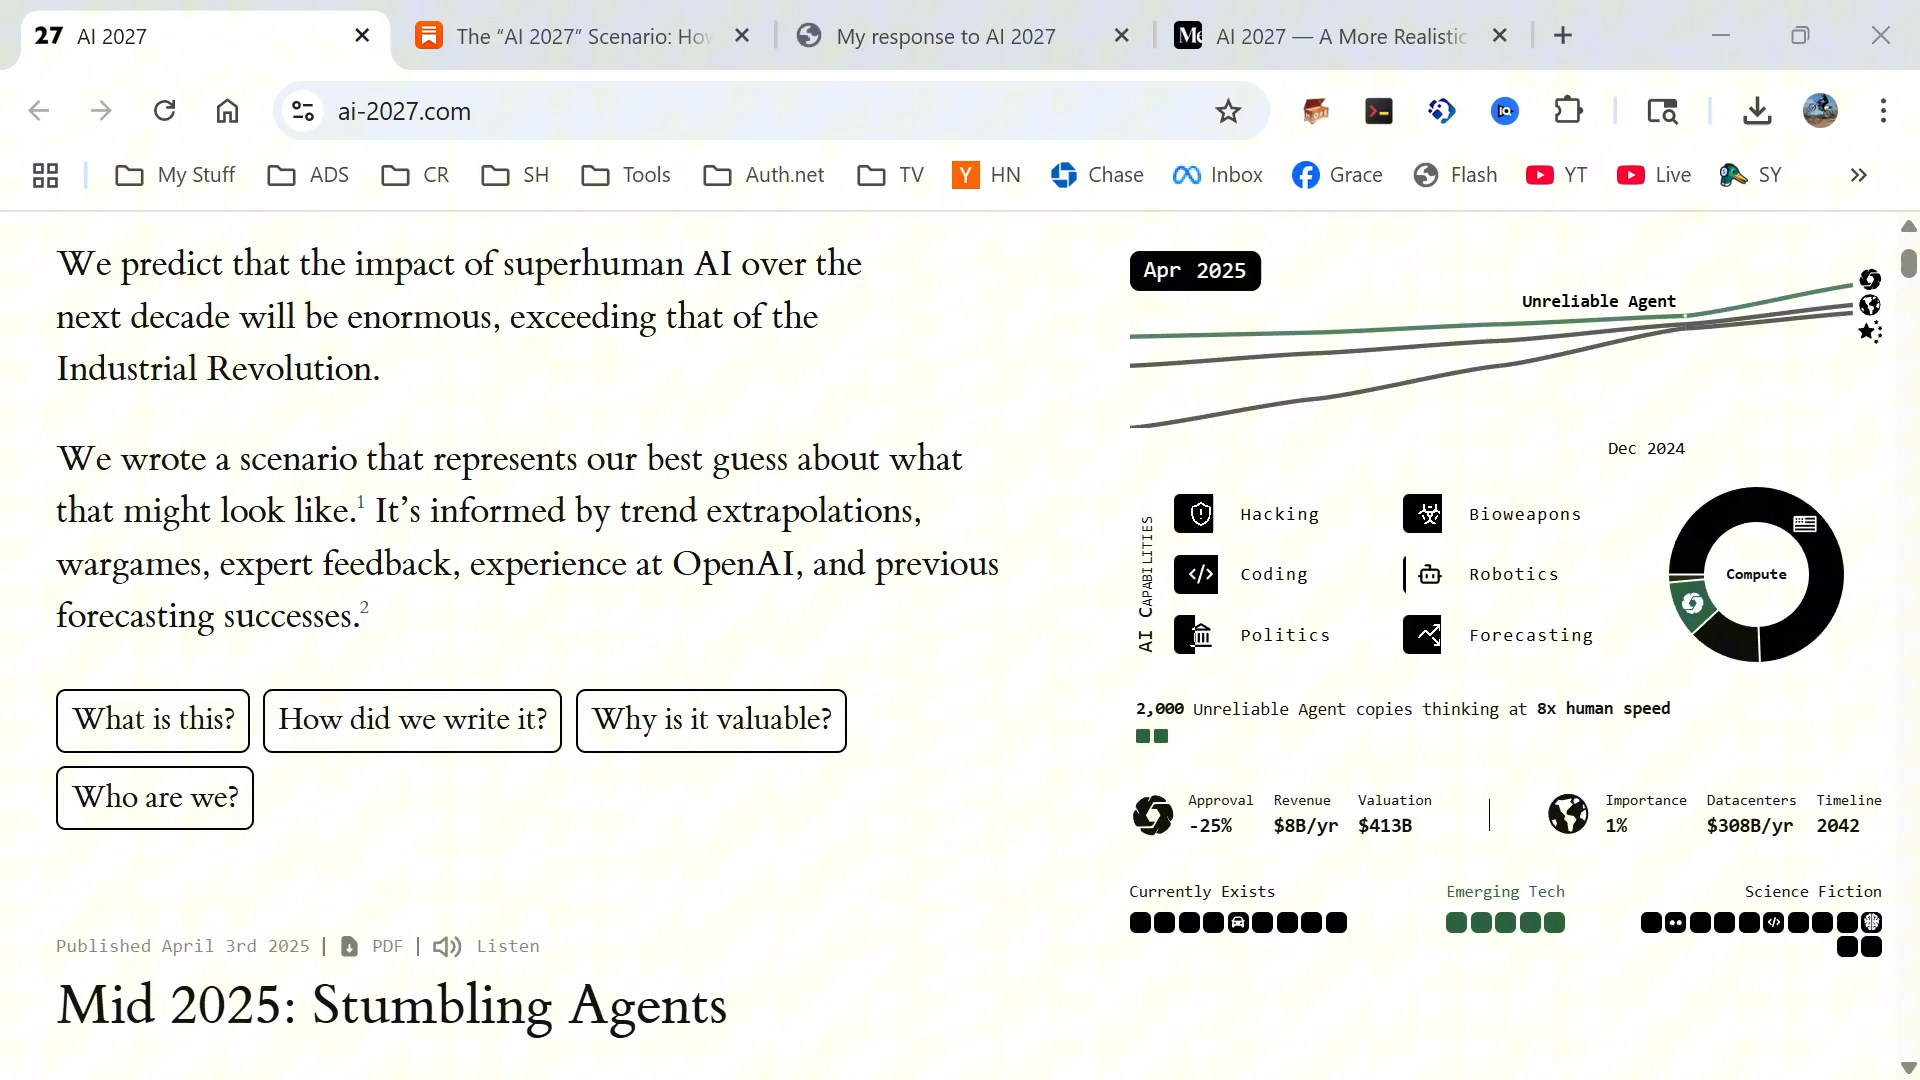 27 AI 2027
The “AI 2027” Scenario: How
My response to AI 2027
AI 2027 — A More Realistic
ai-2027.com
My Stuff
ADS
CR
SH
Tools
Auth.net
TV
HN
Chase
Inbox
Grace
Flash
YT
Live
SY
We predict that the impact of superhuman AI over the
next decade will be enormous, exceeding that of the
Industrial Revolution.
We wrote a scenario that represents our best guess about what
that might look like.1 It’s informed by trend extrapolations,
wargames, expert feedback, experience at OpenAI, and previous
forecasting successes.2
What is this?
How did we write it?
Why is it valuable?
Who are we?
Published April 3rd 2025 | PDF | Listen
Mid 2025: Stumbling Agents
Apr 2025
Unreliable Agent
Dec 2024
AI CAPABILITIES
Hacking
Bioweapons
Coding
Robotics
Politics
Forecasting
Compute
2,000 Unreliable Agent copies thinking at 8x human speed
Approval Revenue Valuation
-25% $8B/yr $413B
Importance Datacenters Timeline
1% $308B/yr 2042
Currently Exists
Emerging Tech
Science Fiction